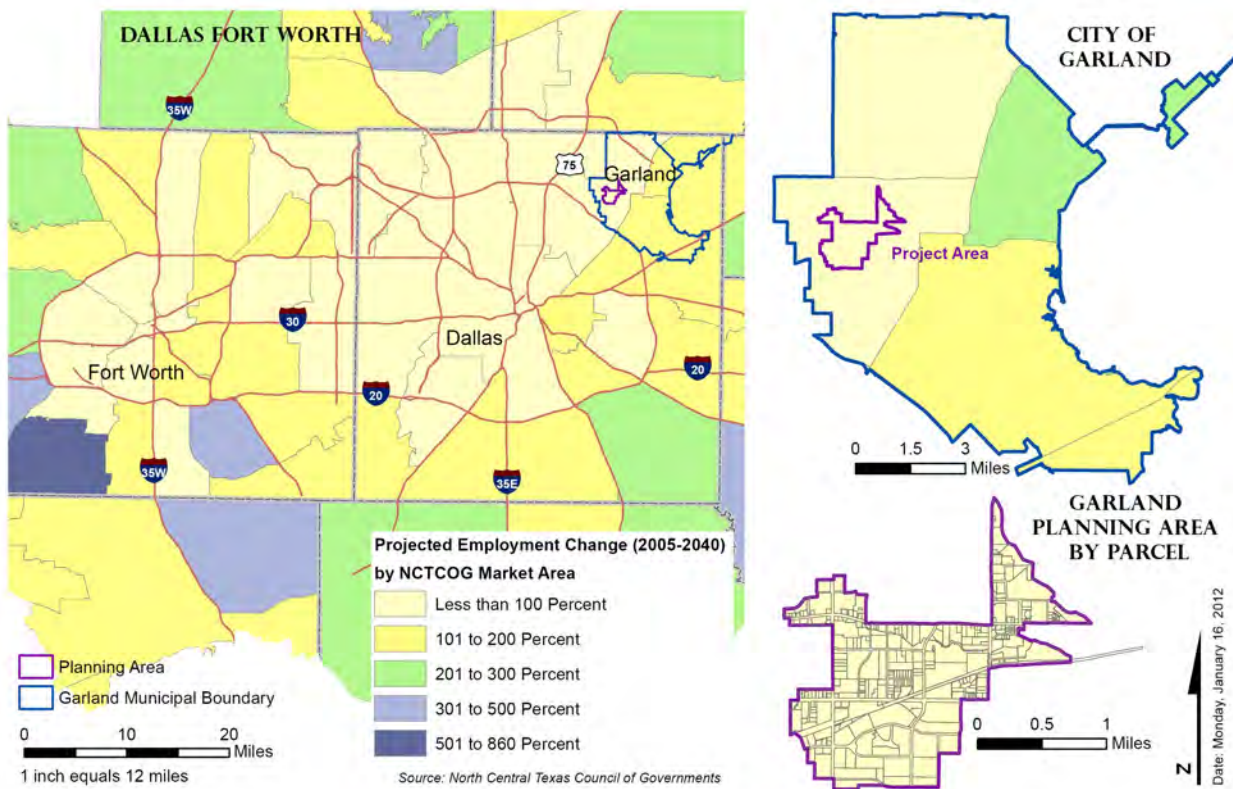 DALLAS FORT WORTH
35W
75
Garland
30
Dallas
Fort Worth
20
20
35W
35E
Projected Employment Change (2005-2040)
by NCTCOG Market Area
Less than 100 Percent
101 to 200 Percent
201 to 300 Percent
301 to 500 Percent
501 to 860 Percent
Planning Area
Garland Municipal Boundary
0 10 20
Miles
1 inch equals 12 miles
Source: North Central Texas Council of Governments
CITY OF
GARLAND
Project Area
0 1.5 3
Miles
GARLAND
PLANNING AREA
BY PARCEL
0 0.5 1
Miles
N
Date: Monday, January 16, 2012